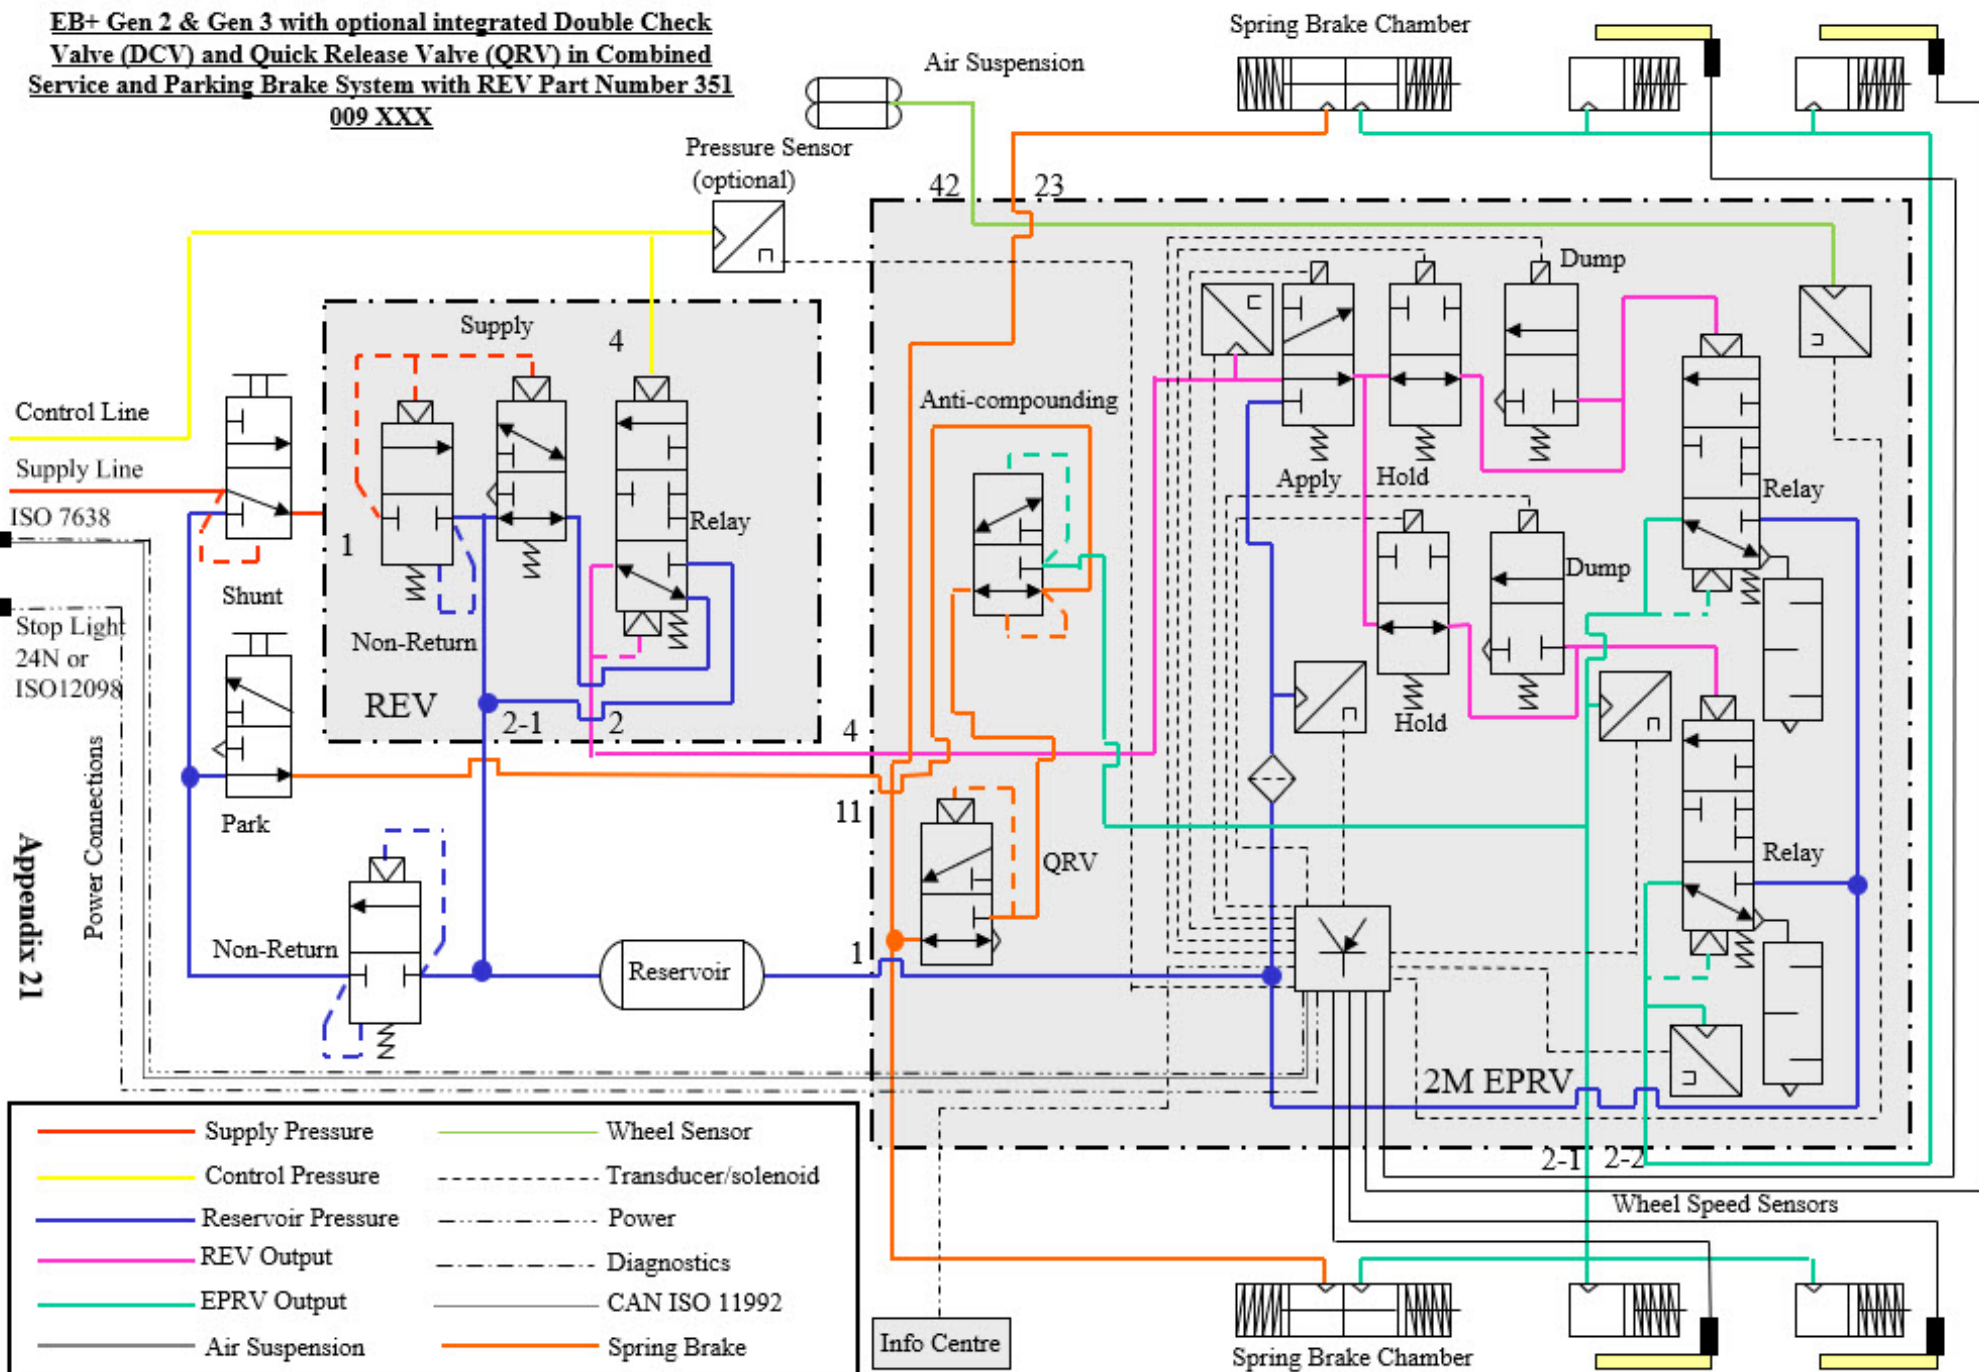 EB+ Gen 2 & Gen 3 with optional integrated Double Check
Valve (DCV) and Quick Release Valve (QRV) in Combined
Service and Parking Brake System with REV Part Number 351
009 XXX
Spring Brake Chamber
Air Suspension
Pressure Sensor
(optional)
42
23
Dump
Supply
4
Control Line
Anti-compounding
Supply Line
Apply
Hold
Relay
ISO 7638
Relay
1
Shunt
Dump
Stop Light
24N or
ISO12098
Non-Return
REV
2-1
2
4
Hold
Power Connections
Park
11
Appendix 21
QRV
Relay
Non-Return
Reservoir
1
2M EPRV
2-1
2-2
Wheel Speed Sensors
Supply Pressure
Wheel Sensor
Control Pressure
Transducer/solenoid
Reservoir Pressure
Power
REV Output
Diagnostics
EPRV Output
CAN ISO 11992
Air Suspension
Spring Brake
Info Centre
Spring Brake Chamber